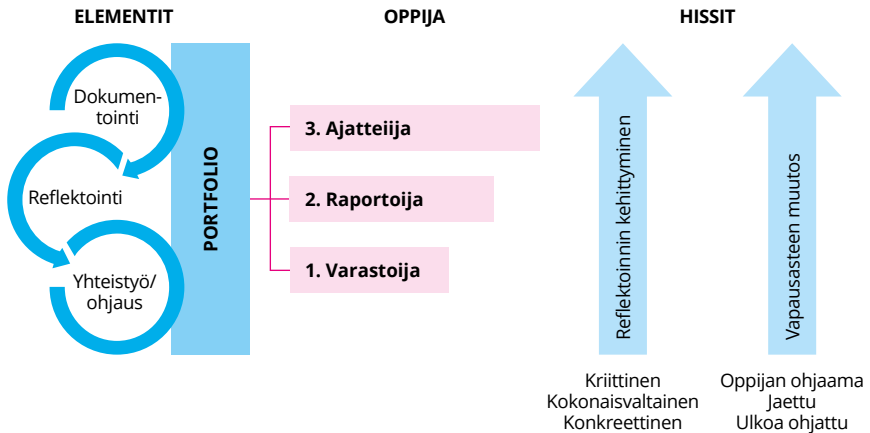 ELEMENTIT
OPPIJA
HISSIT
Dokumen-
tointi
Reflektointi
Yhteistyö/
ohjaus
PORTFOLIO
3. Ajatteiija
2. Raportoija
1. Varastoija
Reflektoinnin kehittyminen
Vapausasteen muutos
Kriittinen
Kokonaisvaltainen
Konkreettinen
Oppijan ohjaama
Jaettu
Ulkoa ohjattu